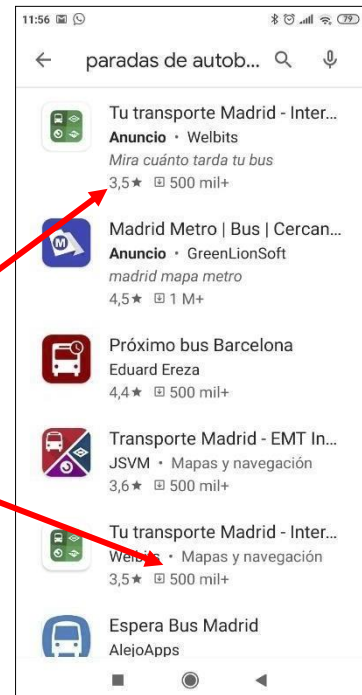 11:56 79
paradas de autob...
Tu transporte Madrid - Inter...
Anuncio · Welbits
Mira cuánto tarda tu bus
3,5★ 500 mil+
Madrid Metro | Bus | Cercan...
Anuncio · GreenLionSoft
madrid mapa metro
4,5★ 1 M+
Próximo bus Barcelona
Eduard Ereza
4,4★ 500 mil+
Transporte Madrid - EMT In...
JSVM · Mapas y navegación
3,6★ 500 mil+
Tu transporte Madrid - Inter...
Welbits · Mapas y navegación
3,5★ 500 mil+
Espera Bus Madrid
AlejoApps